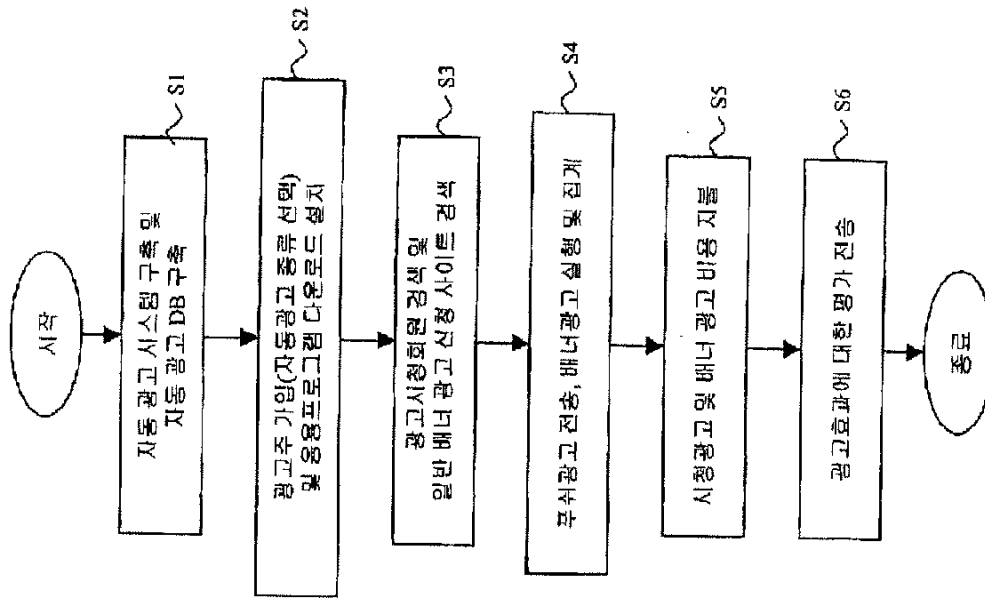 시작
자동 광고 시스템 구축 및
자동 광고 DB 구축
S1
광고주 가입(자동광고 종류 선택)
및 응용프로그램 다운로드 설치
S2
광고시청회원 검색 및
일반 배너 광고 신청 사이트 검색
S3
푸쉬광고 전송, 배너 광고 실행 및 집계
S4
시청광고 및 배너 광고 비용 지불
S5
광고효과에 대한 평가 전송
S6
종료